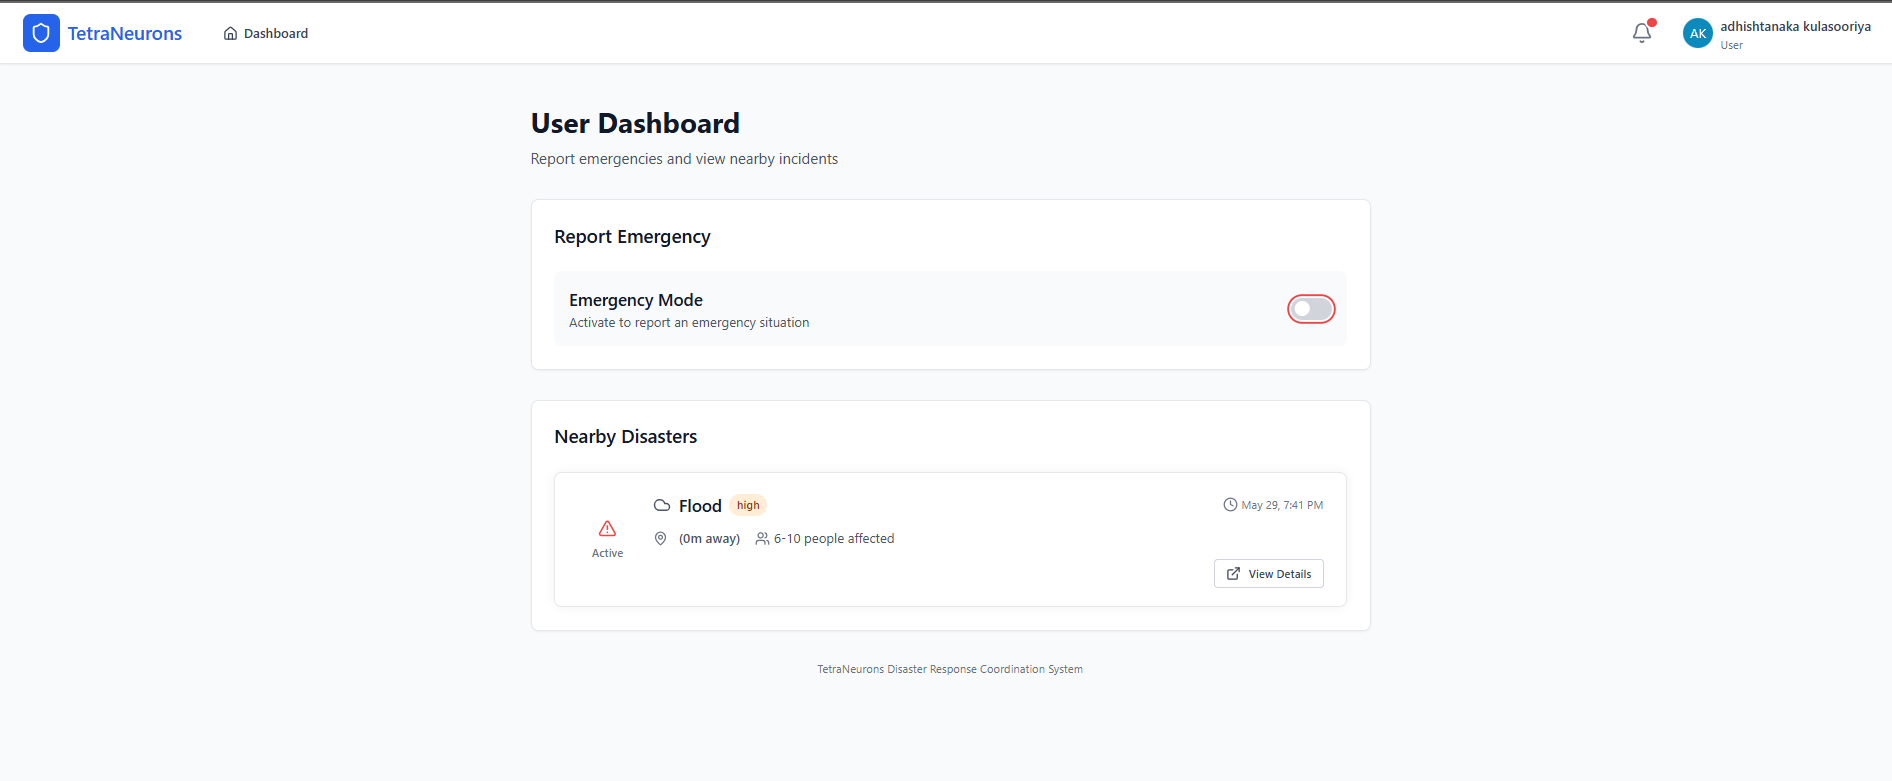 TetraNeurons
Dashboard
AK
adhishtanaka kulasooriya
User
User Dashboard
Report emergencies and view nearby incidents
Report Emergency
Emergency Mode
Activate to report an emergency situation
Nearby Disasters
Active
Flood
high
May 29, 7:41 PM
(0m away)
6-10 people affected
View Details
TetraNeurons Disaster Response Coordination System